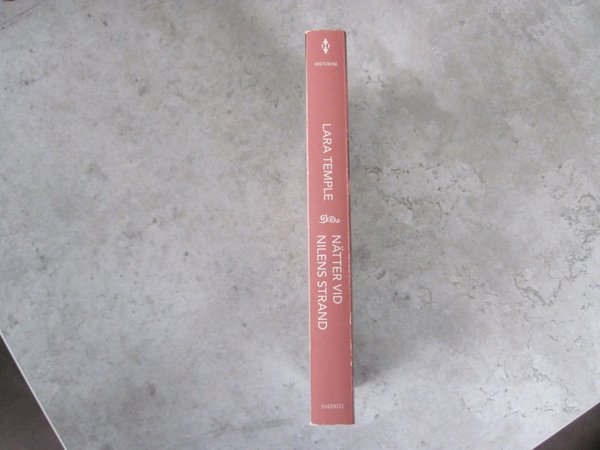 HISTORISK
LARA TEMPLE
NÄTTER VID
NILENS STRAND